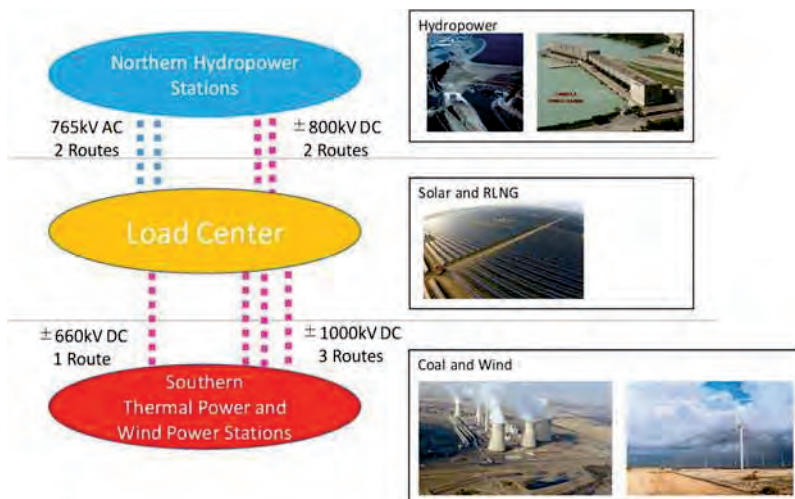 Northern Hydropower
Stations
765kV AC
2 Routes
±800kV DC
2 Routes
Load Center
±660kV DC
1 Route
±1000kV DC
3 Routes
Southern
Thermal Power and
Wind Power Stations
Hydropower
Solar and RLNG
Coal and Wind